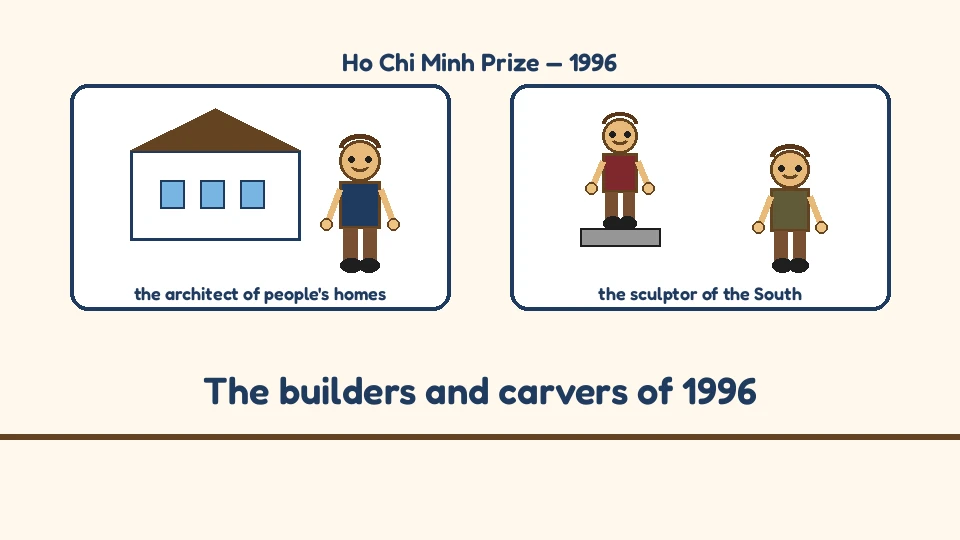 Ho Chi Minh Prize — 1996
the architect of people's homes
the sculptor of the South
The builders and carvers of 1996